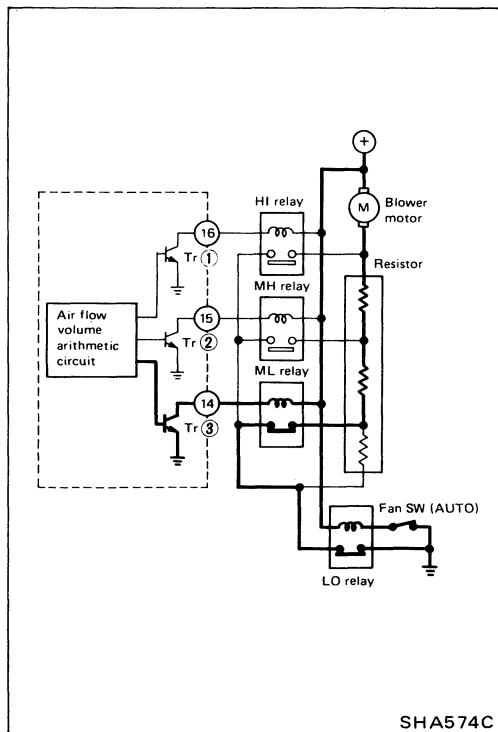 +
HI relay
M
Blower
motor
16
Tr ①
Resistor
MH relay
Air flow
volume
arithmetic
circuit
15
Tr ②
ML relay
14
Tr ③
Fan SW (AUTO)
LO relay
SHA574C